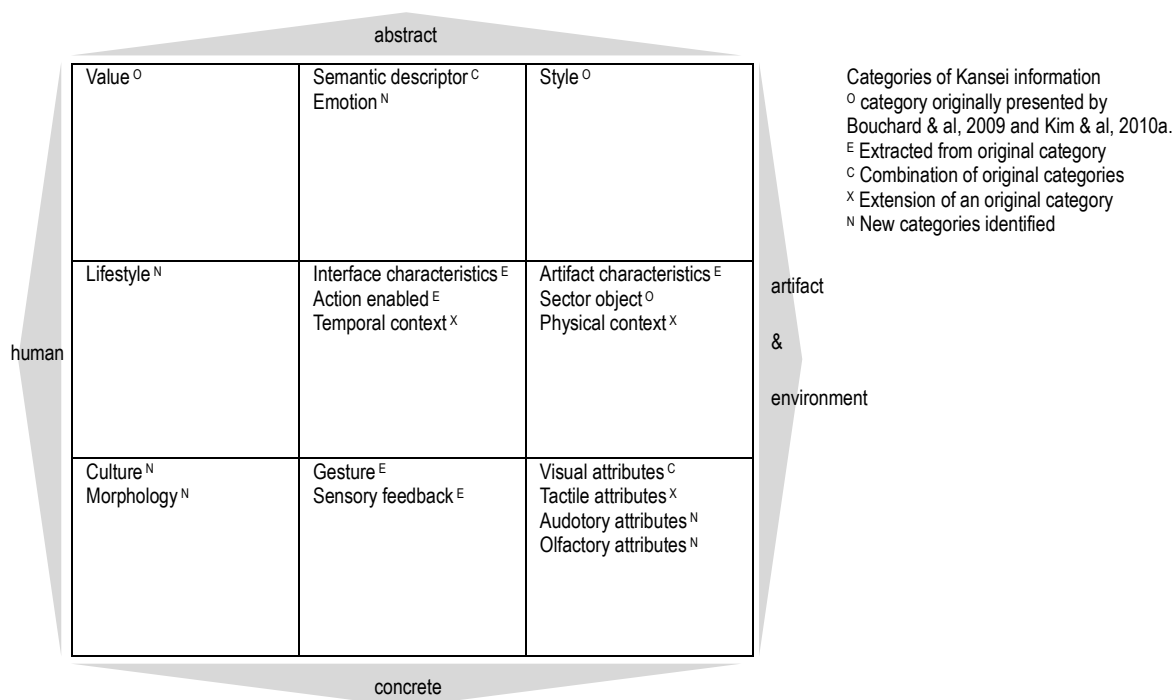 abstract
Value O
Semantic descriptor C
Emotion N
Style O
Categories of Kansei information
O category originally presented by
Bouchard & al, 2009 and Kim & al, 2010a.
E Extracted from original category
C Combination of original categories
X Extension of an original category
N New categories identified
human
Lifestyle N
Interface characteristics E
Action enabled E
Temporal context X
Artifact characteristics E
Sector object O
Physical context X
artifact
&
environment
Culture N
Morphology N
Gesture E
Sensory feedback E
Visual attributes C
Tactile attributes X
Audotory attributes N
Olfactory attributes N
concrete